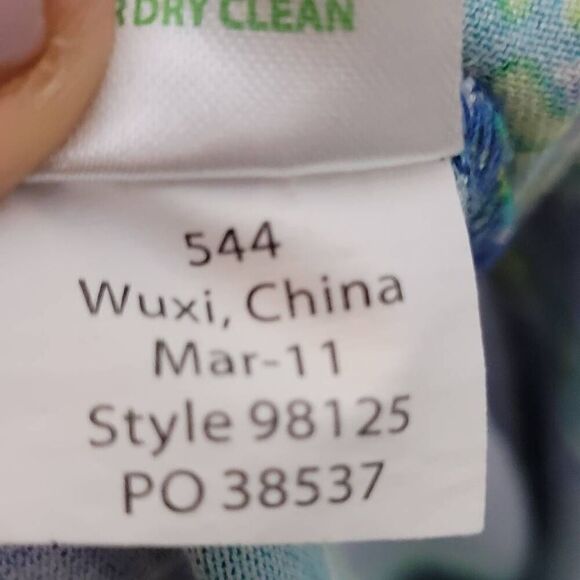 DRY CLEAN
544
Wuxi, China
Mar-11
Style 98125
PO 38537